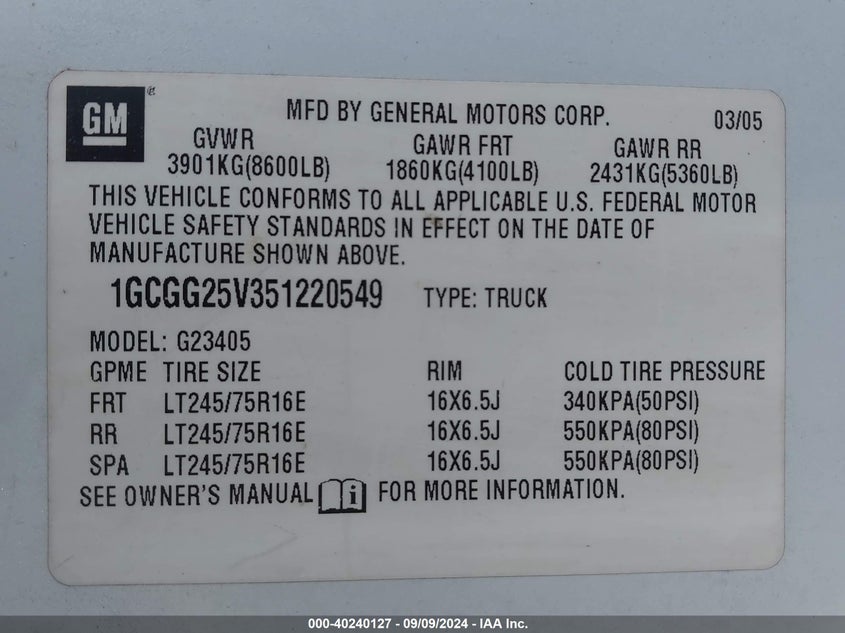 GM®
MFD BY GENERAL MOTORS CORP. 03/05
GVWR GAWR FRT GAWR RR
3901KG(8600LB) 1860KG(4100LB) 2431KG(5360LB)
THIS VEHICLE CONFORMS TO ALL APPLICABLE U.S. FEDERAL MOTOR
VEHICLE SAFETY STANDARDS IN EFFECT ON THE DATE OF
MANUFACTURE SHOWN ABOVE.
1GCGG25V351220549 TYPE: TRUCK
MODEL: G23405
GPME TIRE SIZE RIM COLD TIRE PRESSURE
FRT LT245/75R16E 16X6.5J 340KPA(50PSI)
RR LT245/75R16E 16X6.5J 550KPA(80PSI)
SPA LT245/75R16E 16X6.5J 550KPA(80PSI)
SEE OWNER'S MANUAL i FOR MORE INFORMATION.
000-40240127 - 09/09/2024 - IAA Inc.